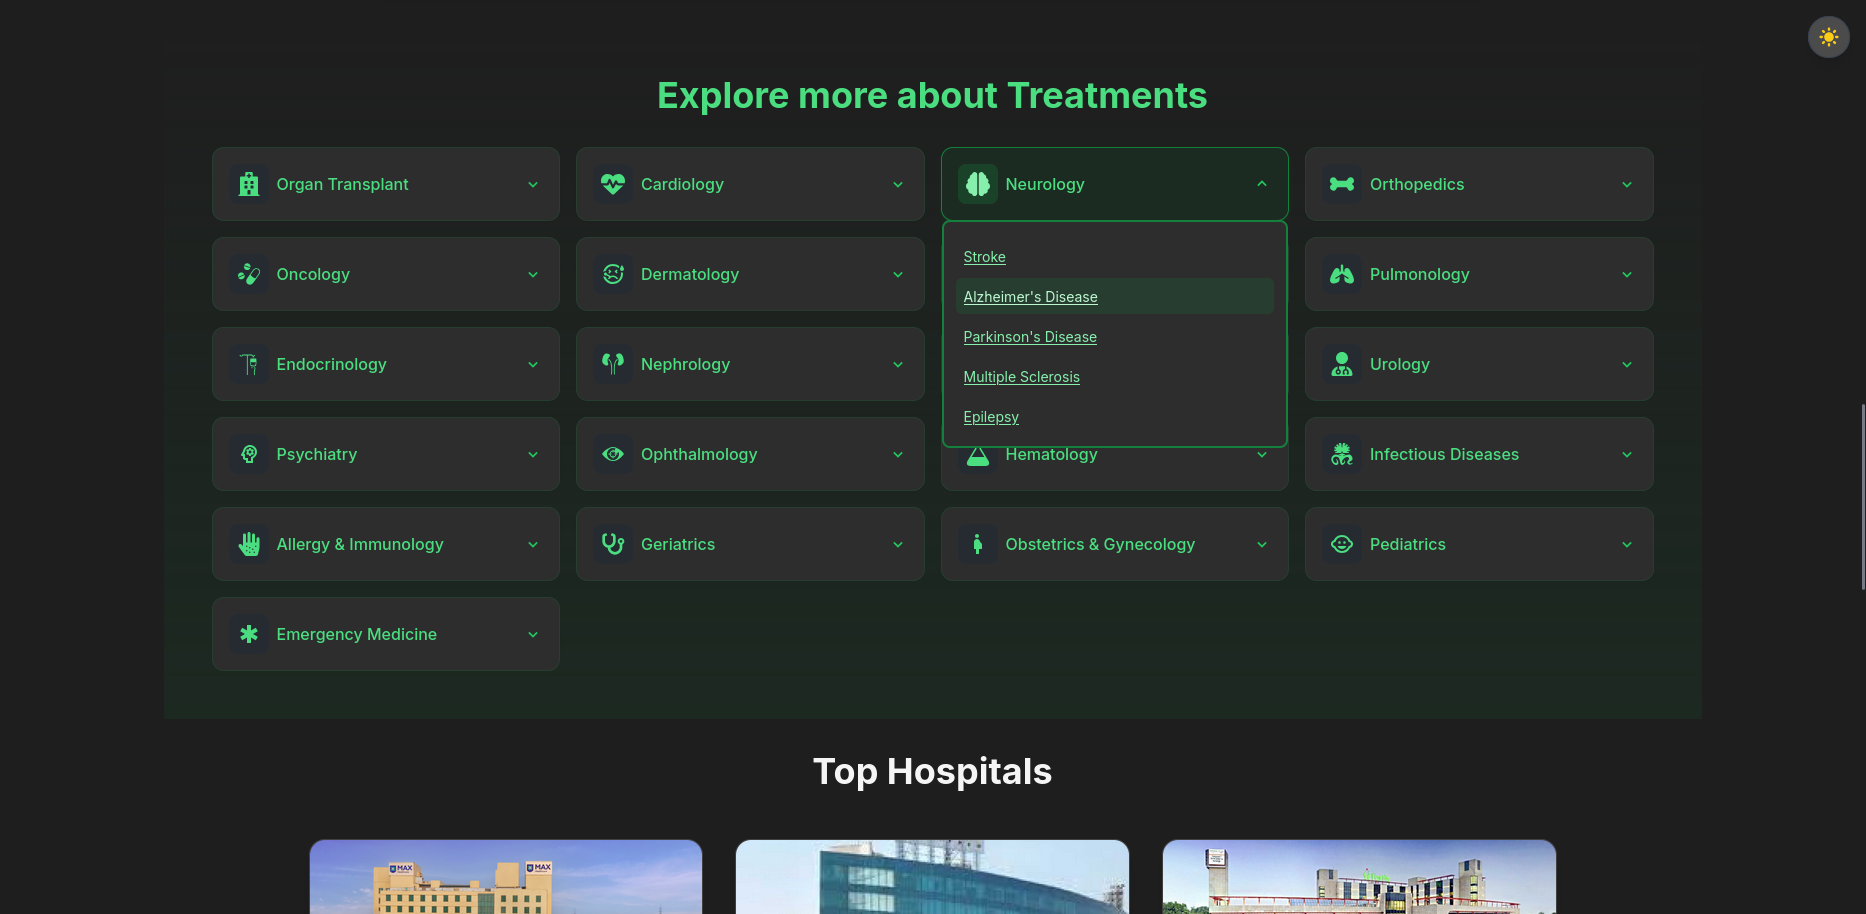 Explore more about Treatments
Organ Transplant
Cardiology
Neurology
Orthopedics
Oncology
Dermatology
Stroke
Alzheimer's Disease
Parkinson's Disease
Multiple Sclerosis
Epilepsy
Pulmonology
Endocrinology
Nephrology
Urology
Psychiatry
Ophthalmology
Hematology
Infectious Diseases
Allergy & Immunology
Geriatrics
Obstetrics & Gynecology
Pediatrics
Emergency Medicine
Top Hospitals
MAX
MAX